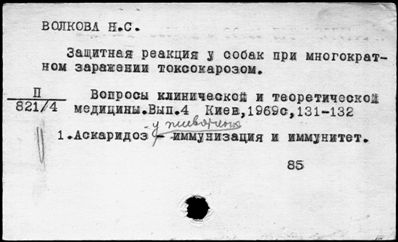 ВОЛКОВА Н.С.
Защитная реакция у собак при многократ-
ном заражении токсокарозом.
II
821/4
Вопросы клинической и теоретической
медицины.Вып.4 Киев,1969с,131-132
у животных
1.Аскаридоз - иммунизация и иммунитет.
85